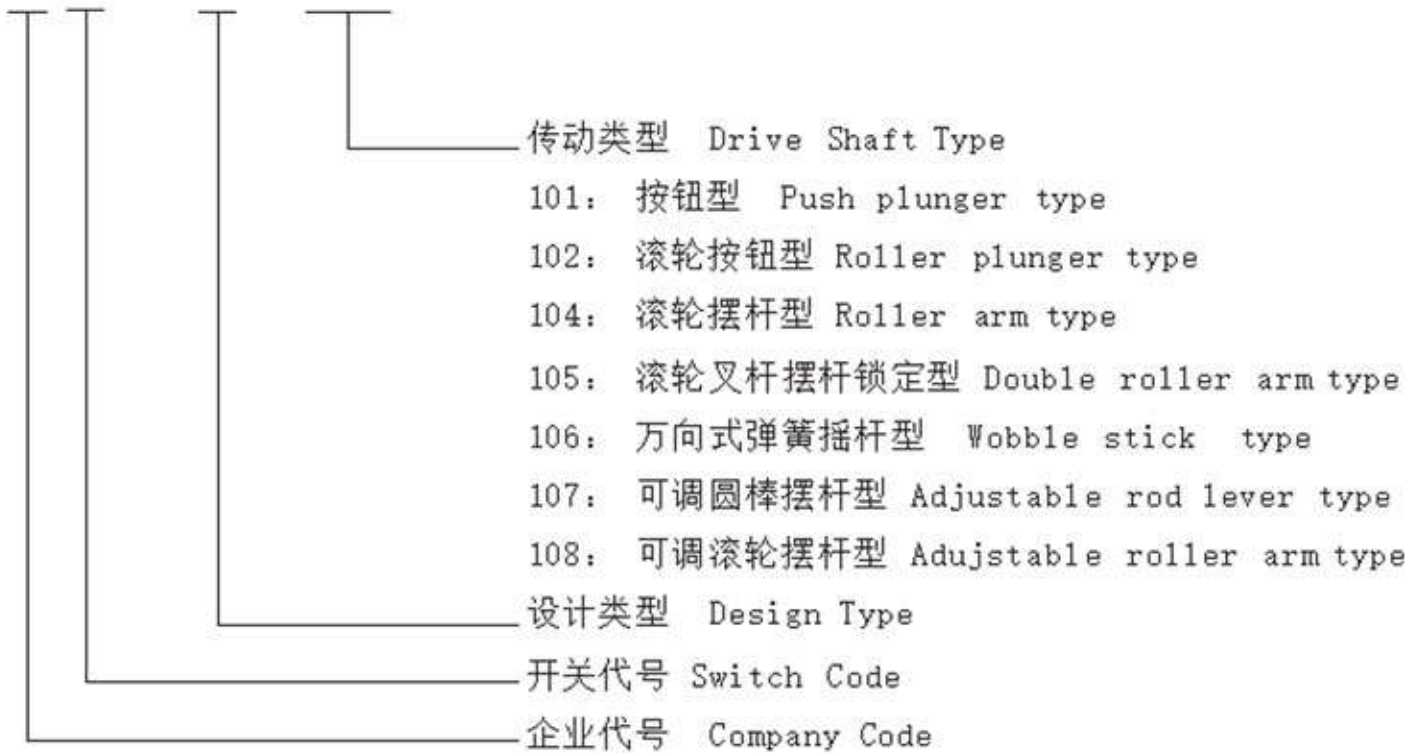 传动类型 Drive Shaft Type
101： 按钮型 Push plunger type
102： 滚轮按钮型 Roller plunger type
104： 滚轮摆杆型 Roller arm type
105： 滚轮叉杆摆杆锁定型 Double roller arm type
106： 万向式弹簧摇杆型 Wobble stick type
107： 可调圆棒摆杆型 Adjustable rod lever type
108： 可调滚轮摆杆型 Adujstable roller arm type
设计类型 Design Type
开关代号 Switch Code
企业代号 Company Code